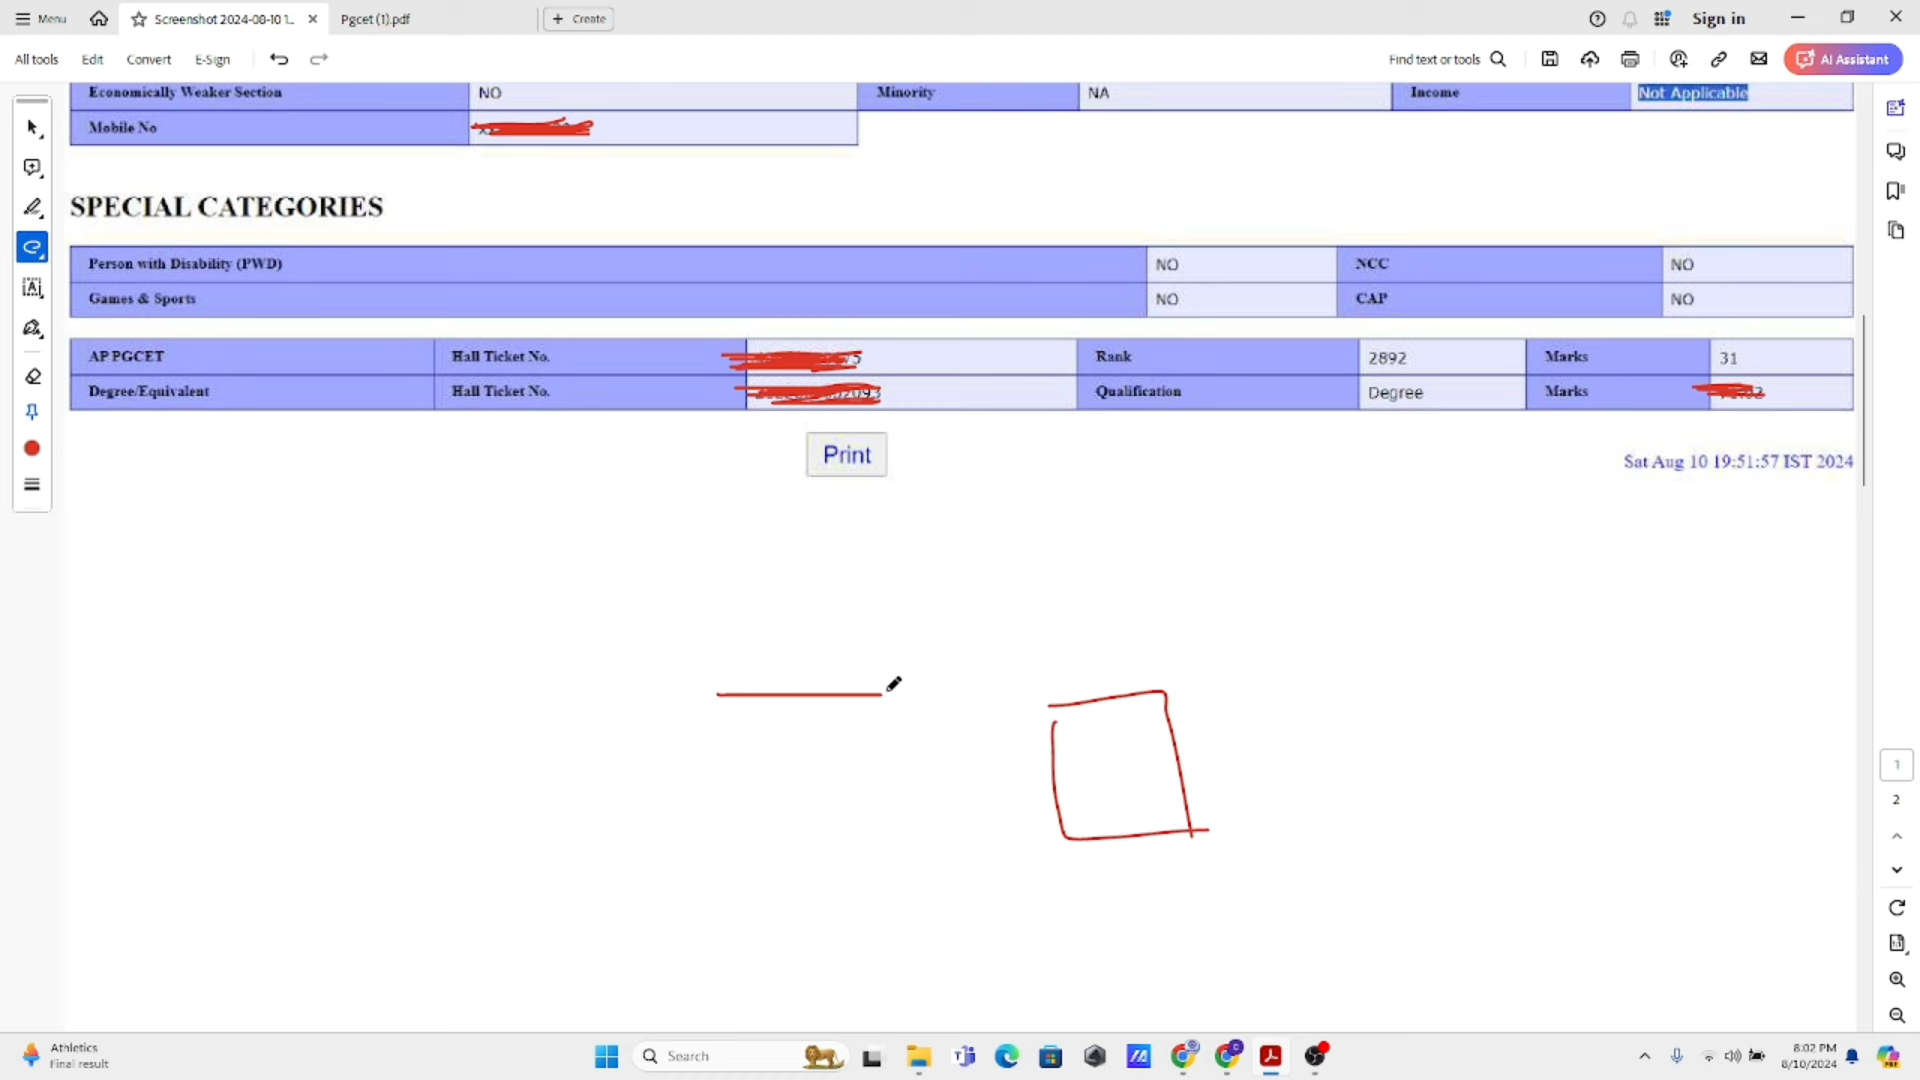 Menu Screenshot 2024-08-10 1... Pgcet (1).pdf Create Sign in
All tools Edit Convert E-Sign Find text or tools AI Assistant
Economically Weaker Section NO Minority NA Income Not Applicable
Mobile No
SPECIAL CATEGORIES
Person with Disability (PWD) NO NCC NO
Games & Sports NO CAP NO
AP PGCET Hall Ticket No. Rank 2892 Marks 31
Degree/Equivalent Hall Ticket No. Qualification Degree Marks
Print
Sat Aug 10 19:51:57 IST 2024
1
2
Athletics
Final result
Search
8:02 PM
8/10/2024